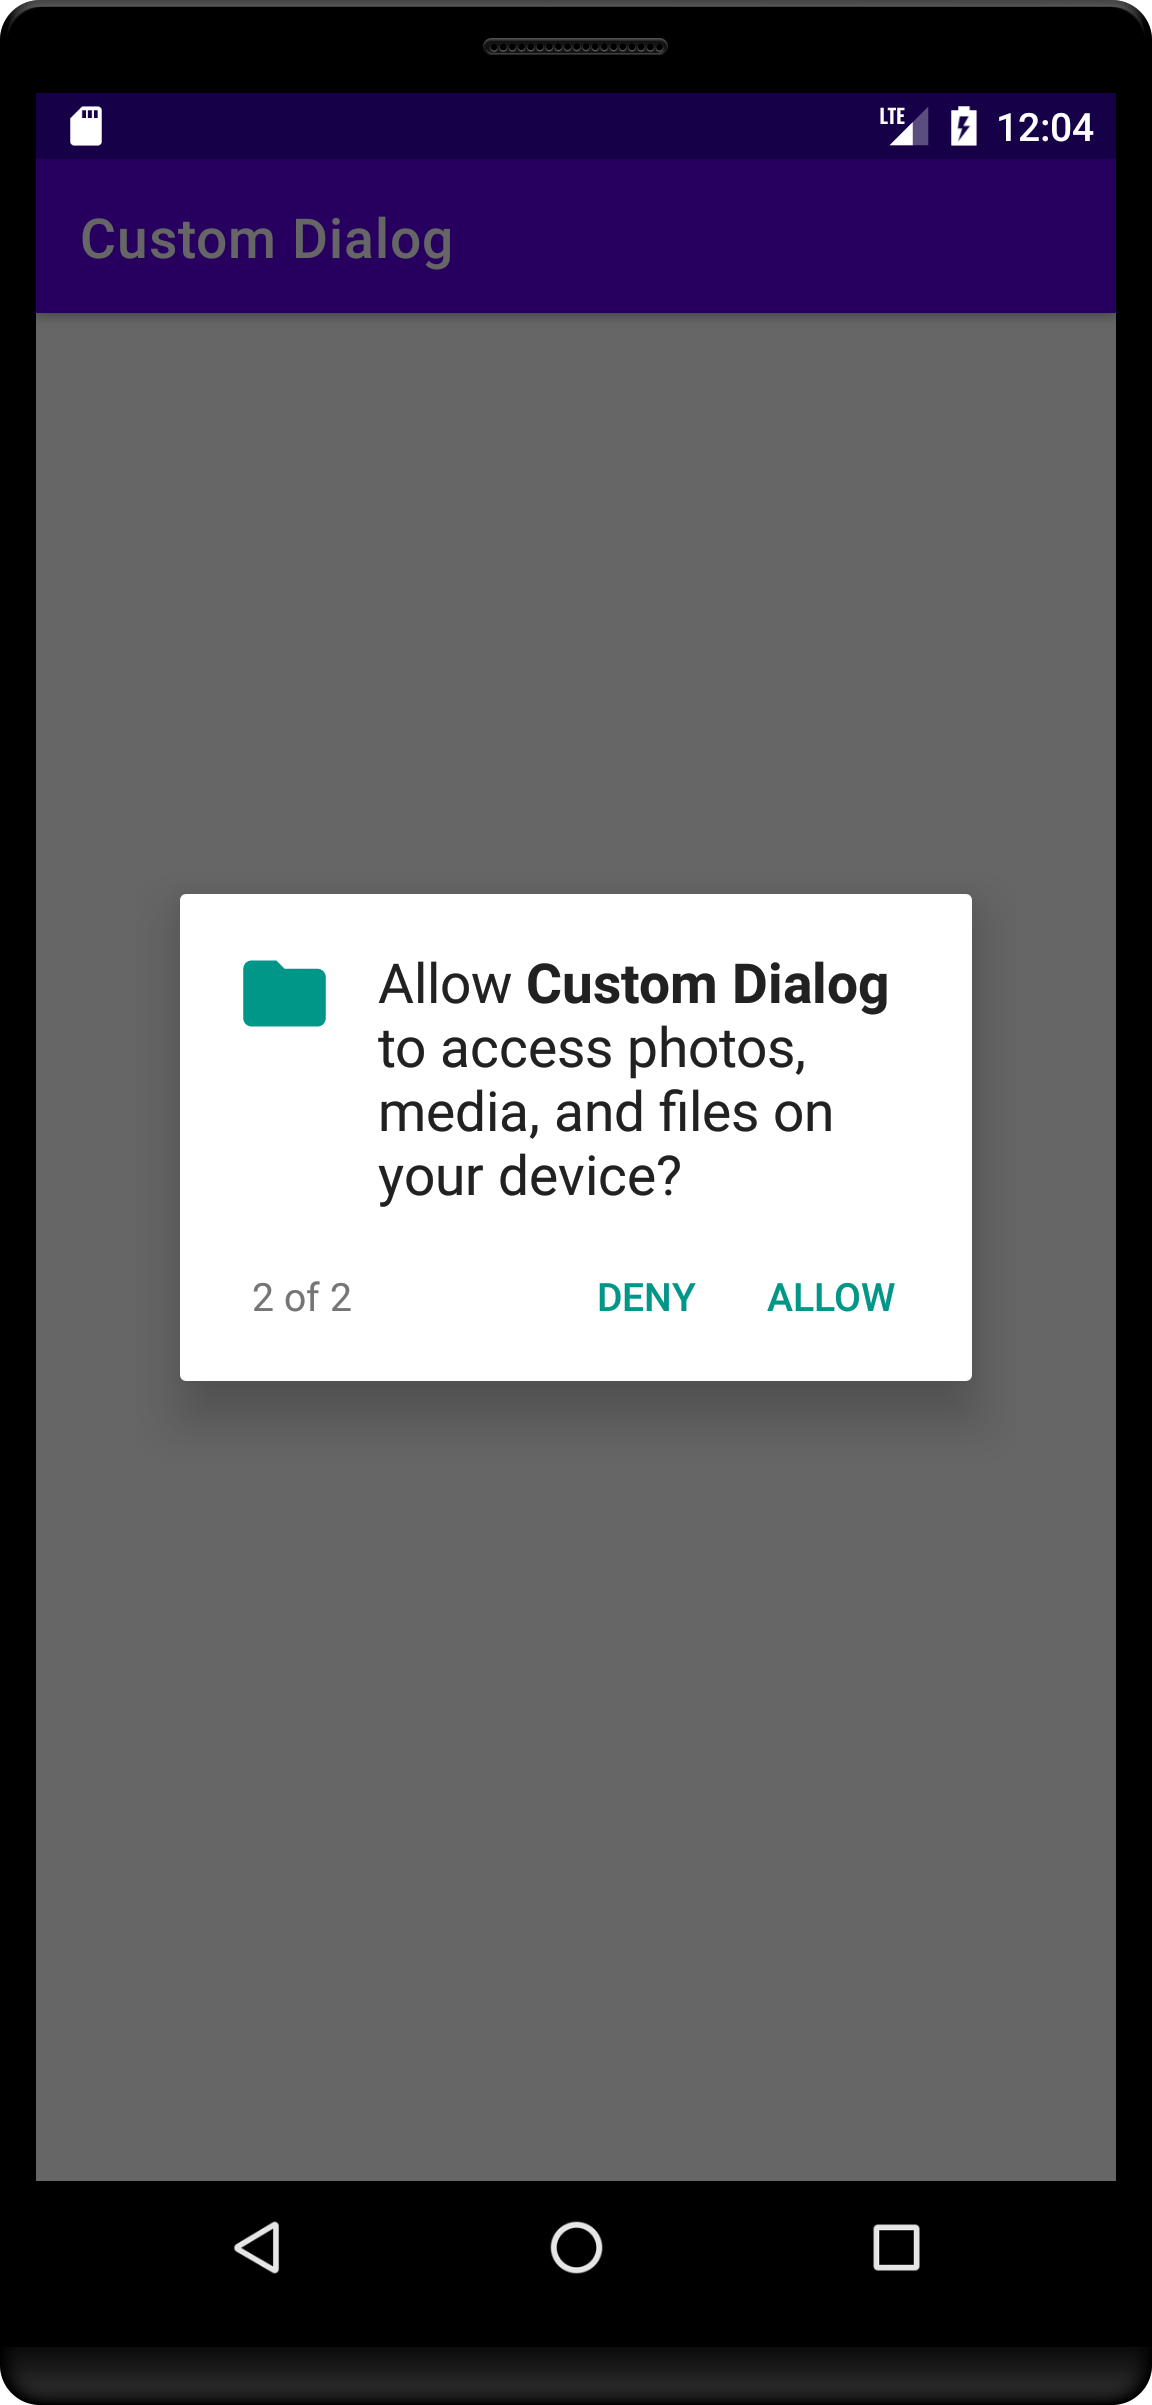 LTE 12:04
Custom Dialog
Allow Custom Dialog
to access photos,
media, and files on
your device?
2 of 2 DENY ALLOW